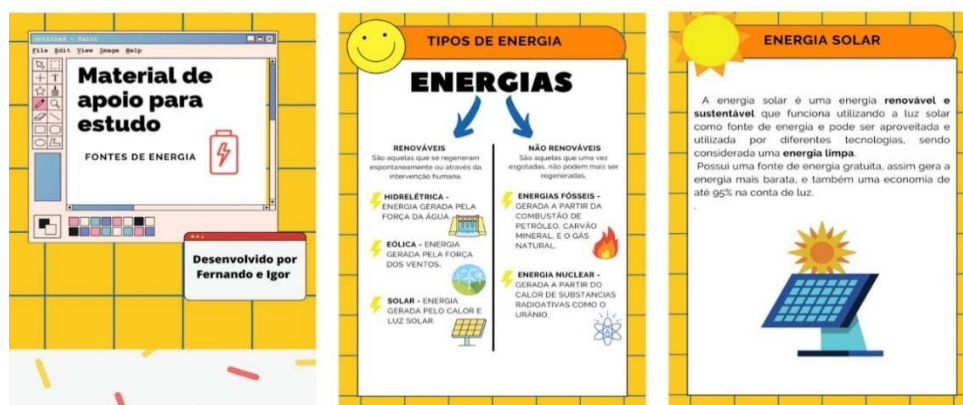 untitled - Paint
File Edit View Image Help
Material de
apoio para
estudo
FONTES DE ENERGIA
Desenvolvido por
Fernando e Igor
TIPOS DE ENERGIA
ENERGIAS
RENOVÁVEIS
São aquelas que se regeneram
espontaneamente ou através da
intervenção humana.
HIDRELÉTRICA -
ENERGIA GERADA PELA
FORÇA DA ÁGUA.
EÓLICA - ENERGIA
GERADA PELA FORÇA
DOS VENTOS.
SOLAR - ENERGIA
GERADA PELO CALOR E
LUZ SOLAR.
NÃO RENOVÁVEIS
São aquelas que uma vez
esgotadas, não podem mais ser
regeneradas.
ENERGIAS FÓSSEIS -
GERADA A PARTIR DA
COMBUSTÃO DE
PETRÓLEO, CARVÃO
MINERAL, E O GÁS
NATURAL.
ENERGIA NUCLEAR -
GERADA A PARTIR DO
CALOR DE SUBSTANCIAS
RADIOATIVAS COMO O
URÂNIO.
ENERGIA SOLAR
A energia solar é uma energia renovável e
sustentável que funciona utilizando a luz solar
como fonte de energia e pode ser aproveitada e
utilizada por diferentes tecnologias, sendo
considerada uma energia limpa.
Possui uma fonte de energia gratuita, assim gera a
energia mais barata, e também uma economia de
até 95% na conta de luz.
.